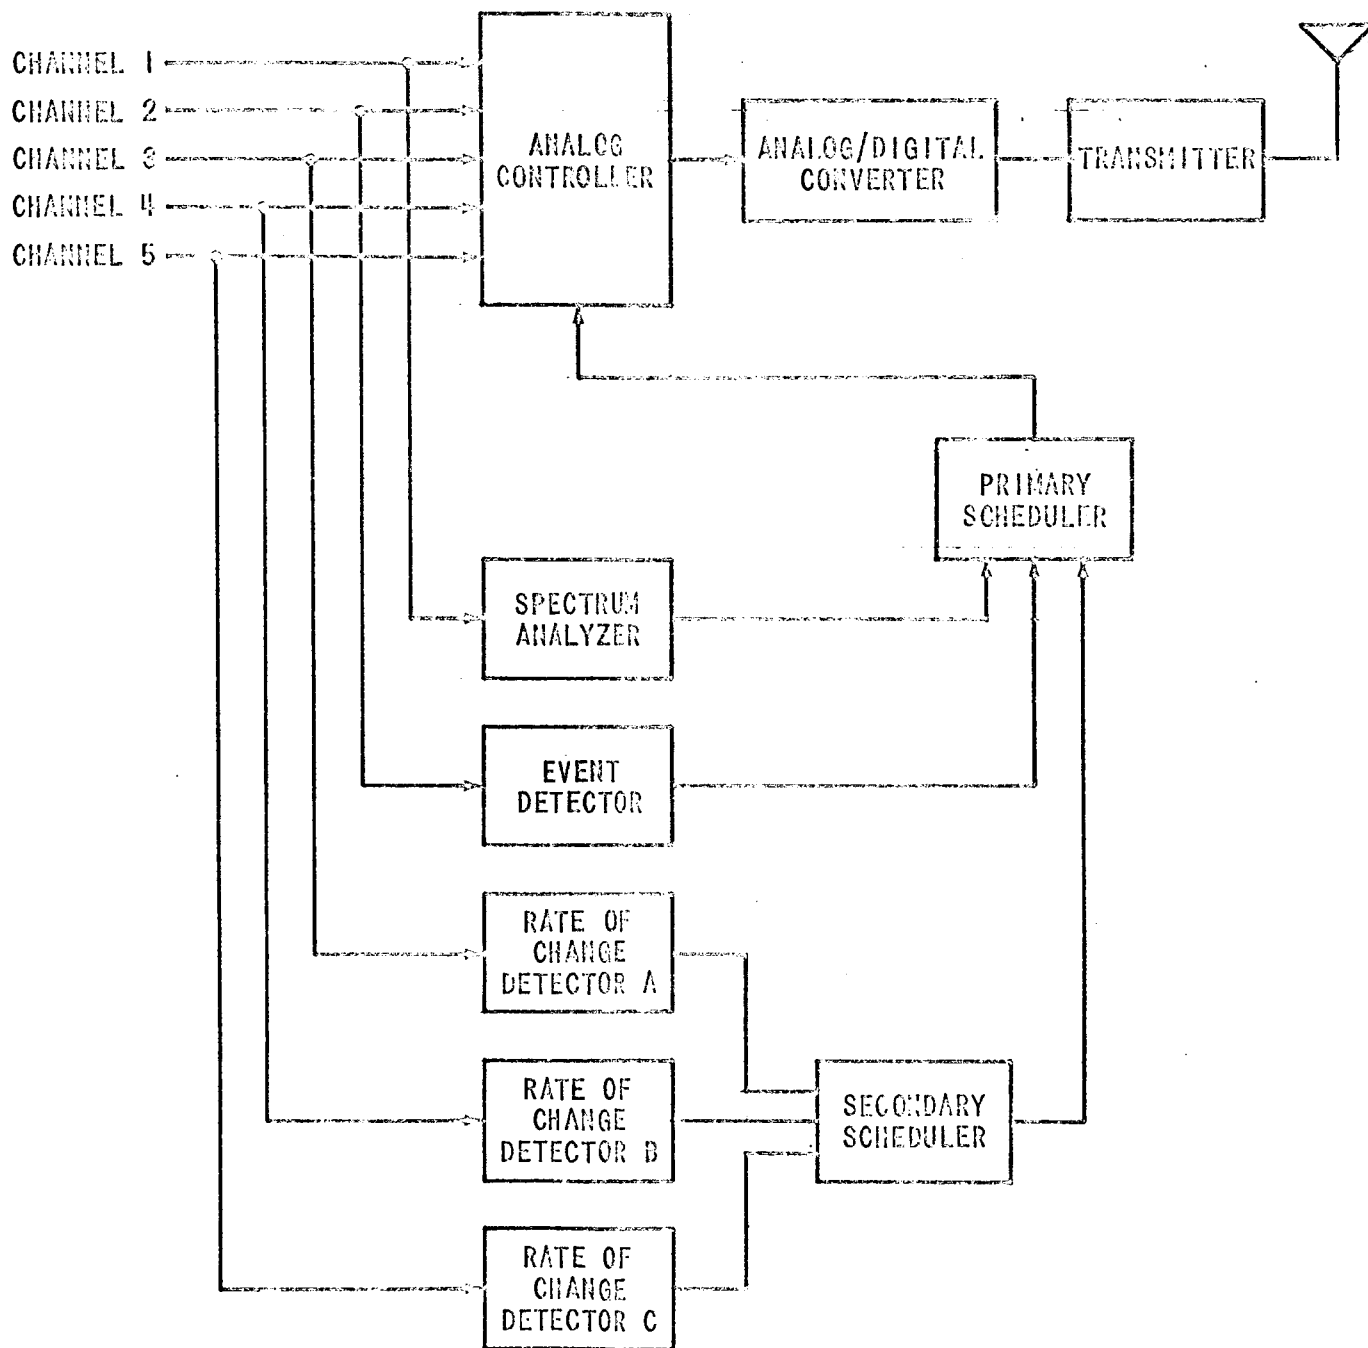 CHANNEL 1
CHANNEL 2
CHANNEL 3
CHANNEL 4
CHANNEL 5
ANALOG
CONTROLLER
ANALOG/DIGITAL
CONVERTER
TRANSMITTER
PRIMARY
SCHEDULER
SPECTRUM
ANALYZER
EVENT
DETECTOR
RATE OF
CHANGE
DETECTOR A
RATE OF
CHANGE
DETECTOR B
SECONDARY
SCHEDULER
RATE OF
CHANGE
DETECTOR C